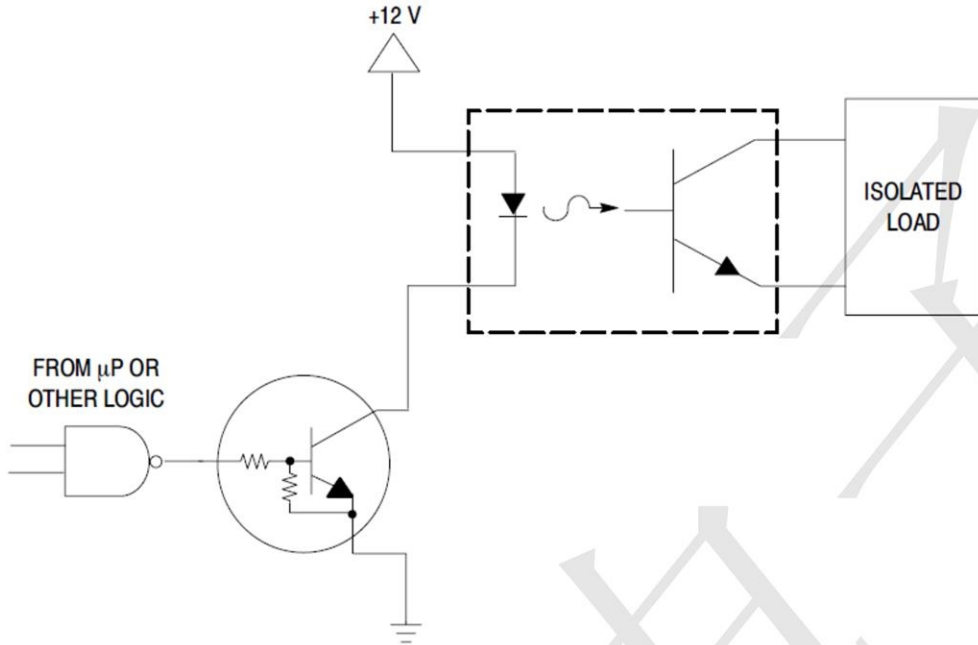 +12 V
ISOLATED
LOAD
FROM μP OR
OTHER LOGIC